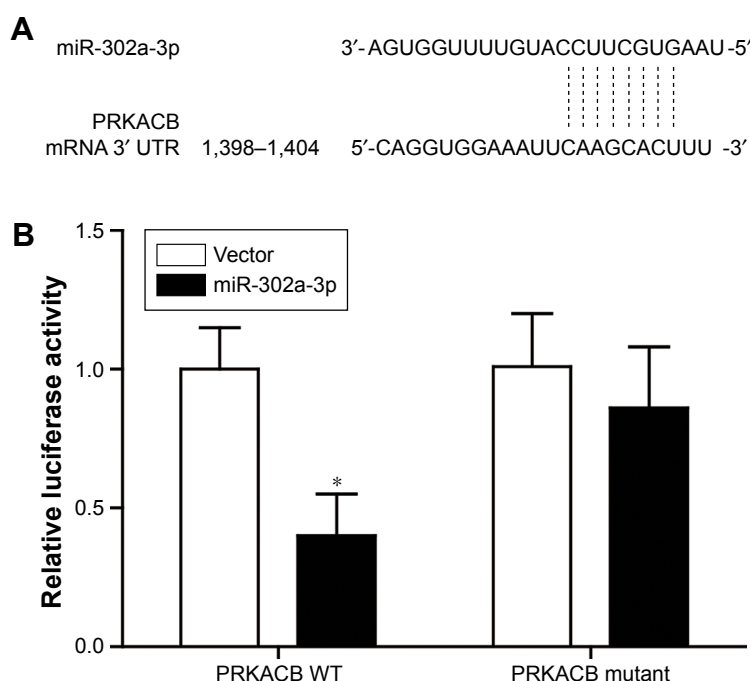 A
miR-302a-3p 3′-AGUGGUUUUGUACCUUCGUGAAU-5′
PRKACB
mRNA 3′ UTR 1,398–1,404 5′-CAGGUGGAAAUUCAAGCACUUU -3′
B
Relative luciferase activity
1.5
1.0
0.5
0.0
Vector
miR-302a-3p
*
PRKACB WT PRKACB mutant